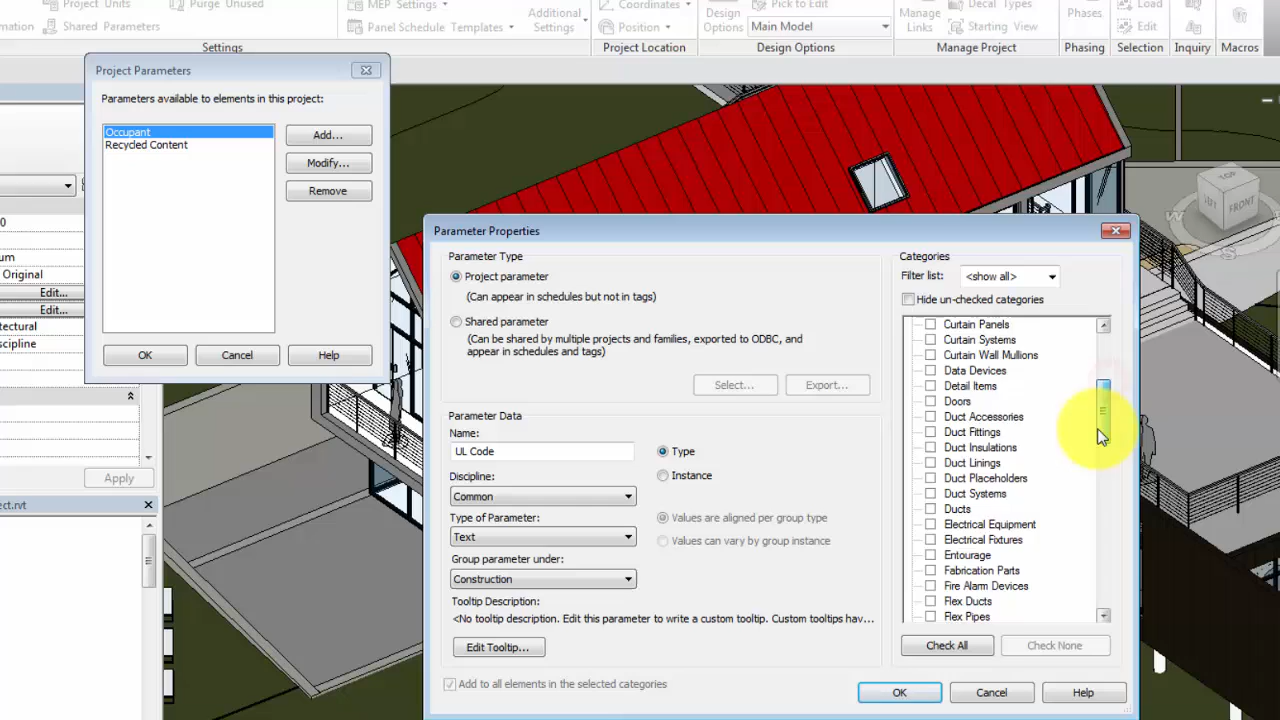 Project Units
Purge Unused
MEP Settings
Additional
Settings
Coordinates
Design
Options
Pick to Edit
Manage
Links
Decal Types
Phases
Load
mation
Shared Parameters
Panel Schedule Templates
Position
Main Model
Starting View
Edit
Settings
Project Location
Design Options
Manage Project
Phasing
Selection
Inquiry
Macros
Project Parameters
Parameters available to elements in this project:
Occupant
Recycled Content
Add...
Modify...
Remove
OK
Cancel
Help
0
um
Original
Edit...
Edit...
tectural
iscipline
Apply
ect.rvt
TOP
FRONT
W
S
Parameter Properties
Parameter Type
Project parameter
(Can appear in schedules but not in tags)
Shared parameter
(Can be shared by multiple projects and families, exported to ODBC, and
appear in schedules and tags)
Select...
Export...
Parameter Data
Name:
UL Code
Type
Discipline:
Instance
Common
Type of Parameter:
Values are aligned per group type
Text
Values can vary by group instance
Group parameter under:
Construction
Tooltip Description:
<No tooltip description. Edit this parameter to write a custom tooltip. Custom tooltips hav...
Edit Tooltip...
Add to all elements in the selected categories
Categories
Filter list:
<show all>
Hide un-checked categories
Curtain Panels
Curtain Systems
Curtain Wall Mullions
Data Devices
Detail Items
Doors
Duct Accessories
Duct Fittings
Duct Insulations
Duct Linings
Duct Placeholders
Duct Systems
Ducts
Electrical Equipment
Electrical Fixtures
Entourage
Fabrication Parts
Fire Alarm Devices
Flex Ducts
Flex Pipes
Check All
Check None
OK
Cancel
Help